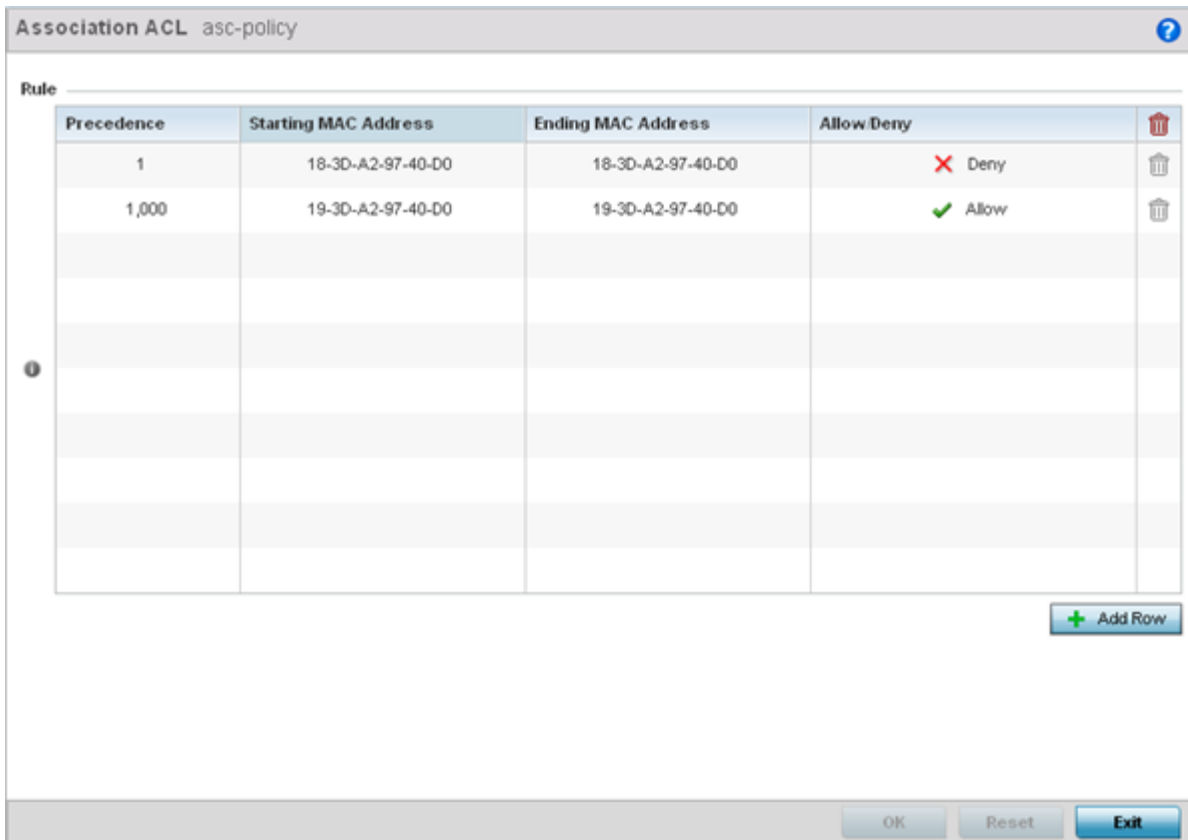 Association ACL asc-policy
Rule
Precedence Starting MAC Address Ending MAC Address Allow/Deny
1 18-3D-A2-97-40-D0 18-3D-A2-97-40-D0 Deny
1,000 19-3D-A2-97-40-D0 19-3D-A2-97-40-D0 Allow
Add Row
OK Reset Exit